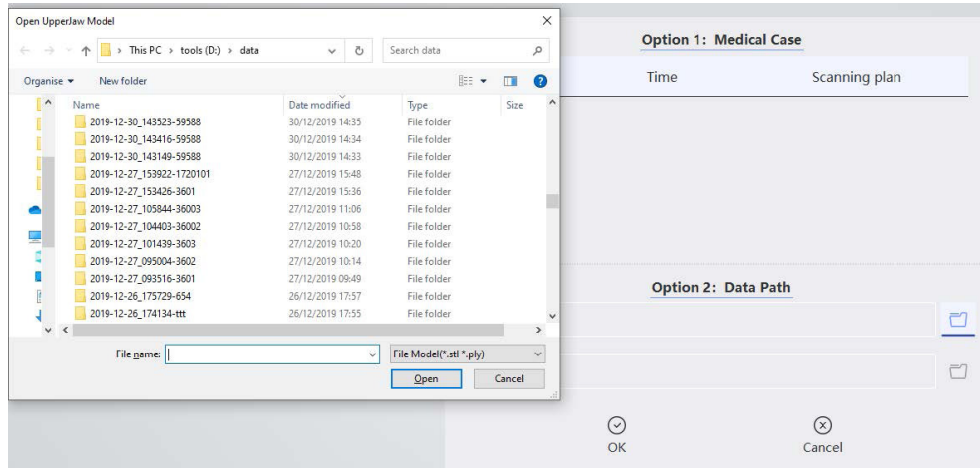 Open UpperJaw Model
This PC > tools (D:) > data
Search data
Organise
New folder
Name Date modified Type Size
2019-12-30_143523-59588 30/12/2019 14:35 File folder
2019-12-30_143416-59588 30/12/2019 14:34 File folder
2019-12-30_143149-59588 30/12/2019 14:33 File folder
2019-12-27_153922-1720101 27/12/2019 15:48 File folder
2019-12-27_153426-3601 27/12/2019 15:36 File folder
2019-12-27_105844-36003 27/12/2019 11:06 File folder
2019-12-27_104403-36002 27/12/2019 10:58 File folder
2019-12-27_101439-3603 27/12/2019 10:20 File folder
2019-12-27_095004-3602 27/12/2019 10:14 File folder
2019-12-27_093516-3601 27/12/2019 09:49 File folder
2019-12-26_175729-654 26/12/2019 17:57 File folder
2019-12-26_174134-ttt 26/12/2019 17:55 File folder
File name:
File Model(*.stl *.ply)
Open Cancel
Option 1: Medical Case
Time Scanning plan
Option 2: Data Path
OK Cancel